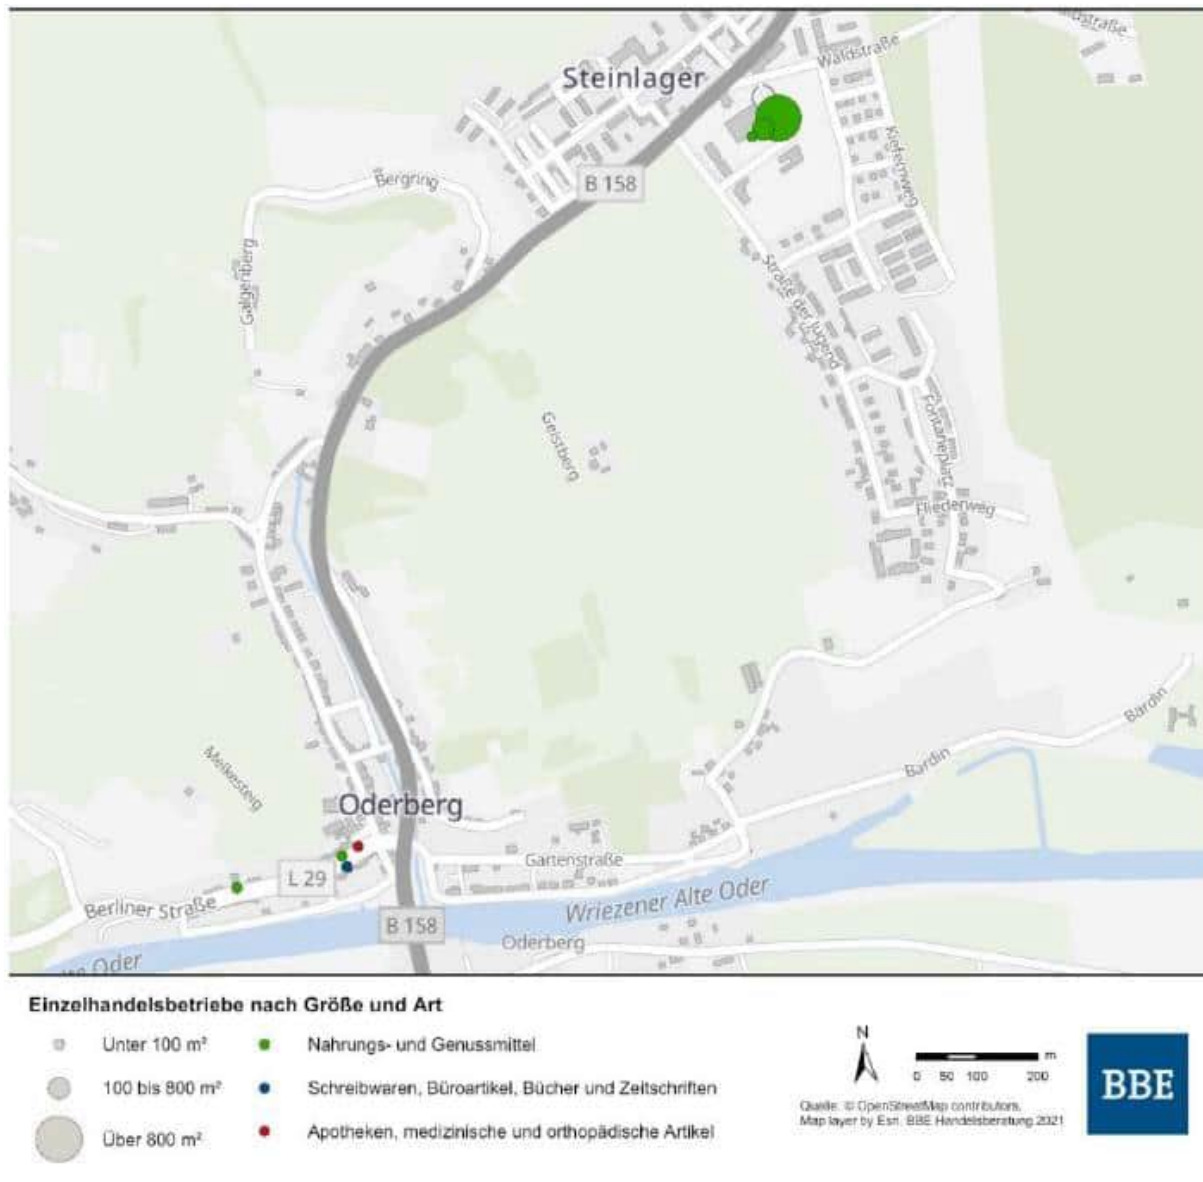 dstraße
Waldstraße
Steinlager
Kiefernweg
Bergring
B 158
Galgenberg
Straße der Jugend
Geistberg
Fontaneplatz
Fliederweg
Bardin
Bardin
Melkesteig
Oderberg
Gartenstraße
L 29
Berliner Straße
Wriezener Alte Oder
B 158
Oderberg
Oder
Einzelhandelsbetriebe nach Größe und Art
Unter 100 m² Nahrungs- und Genussmittel
100 bis 800 m² Schreibwaren, Büroartikel, Bücher und Zeitschriften
Über 800 m² Apotheken, medizinische und orthopädische Artikel
N
m
0 50 100 200
Quelle: © OpenStreetMap contributors,
Map layer by Esri, BBE Handelsberatung 2021
BBE